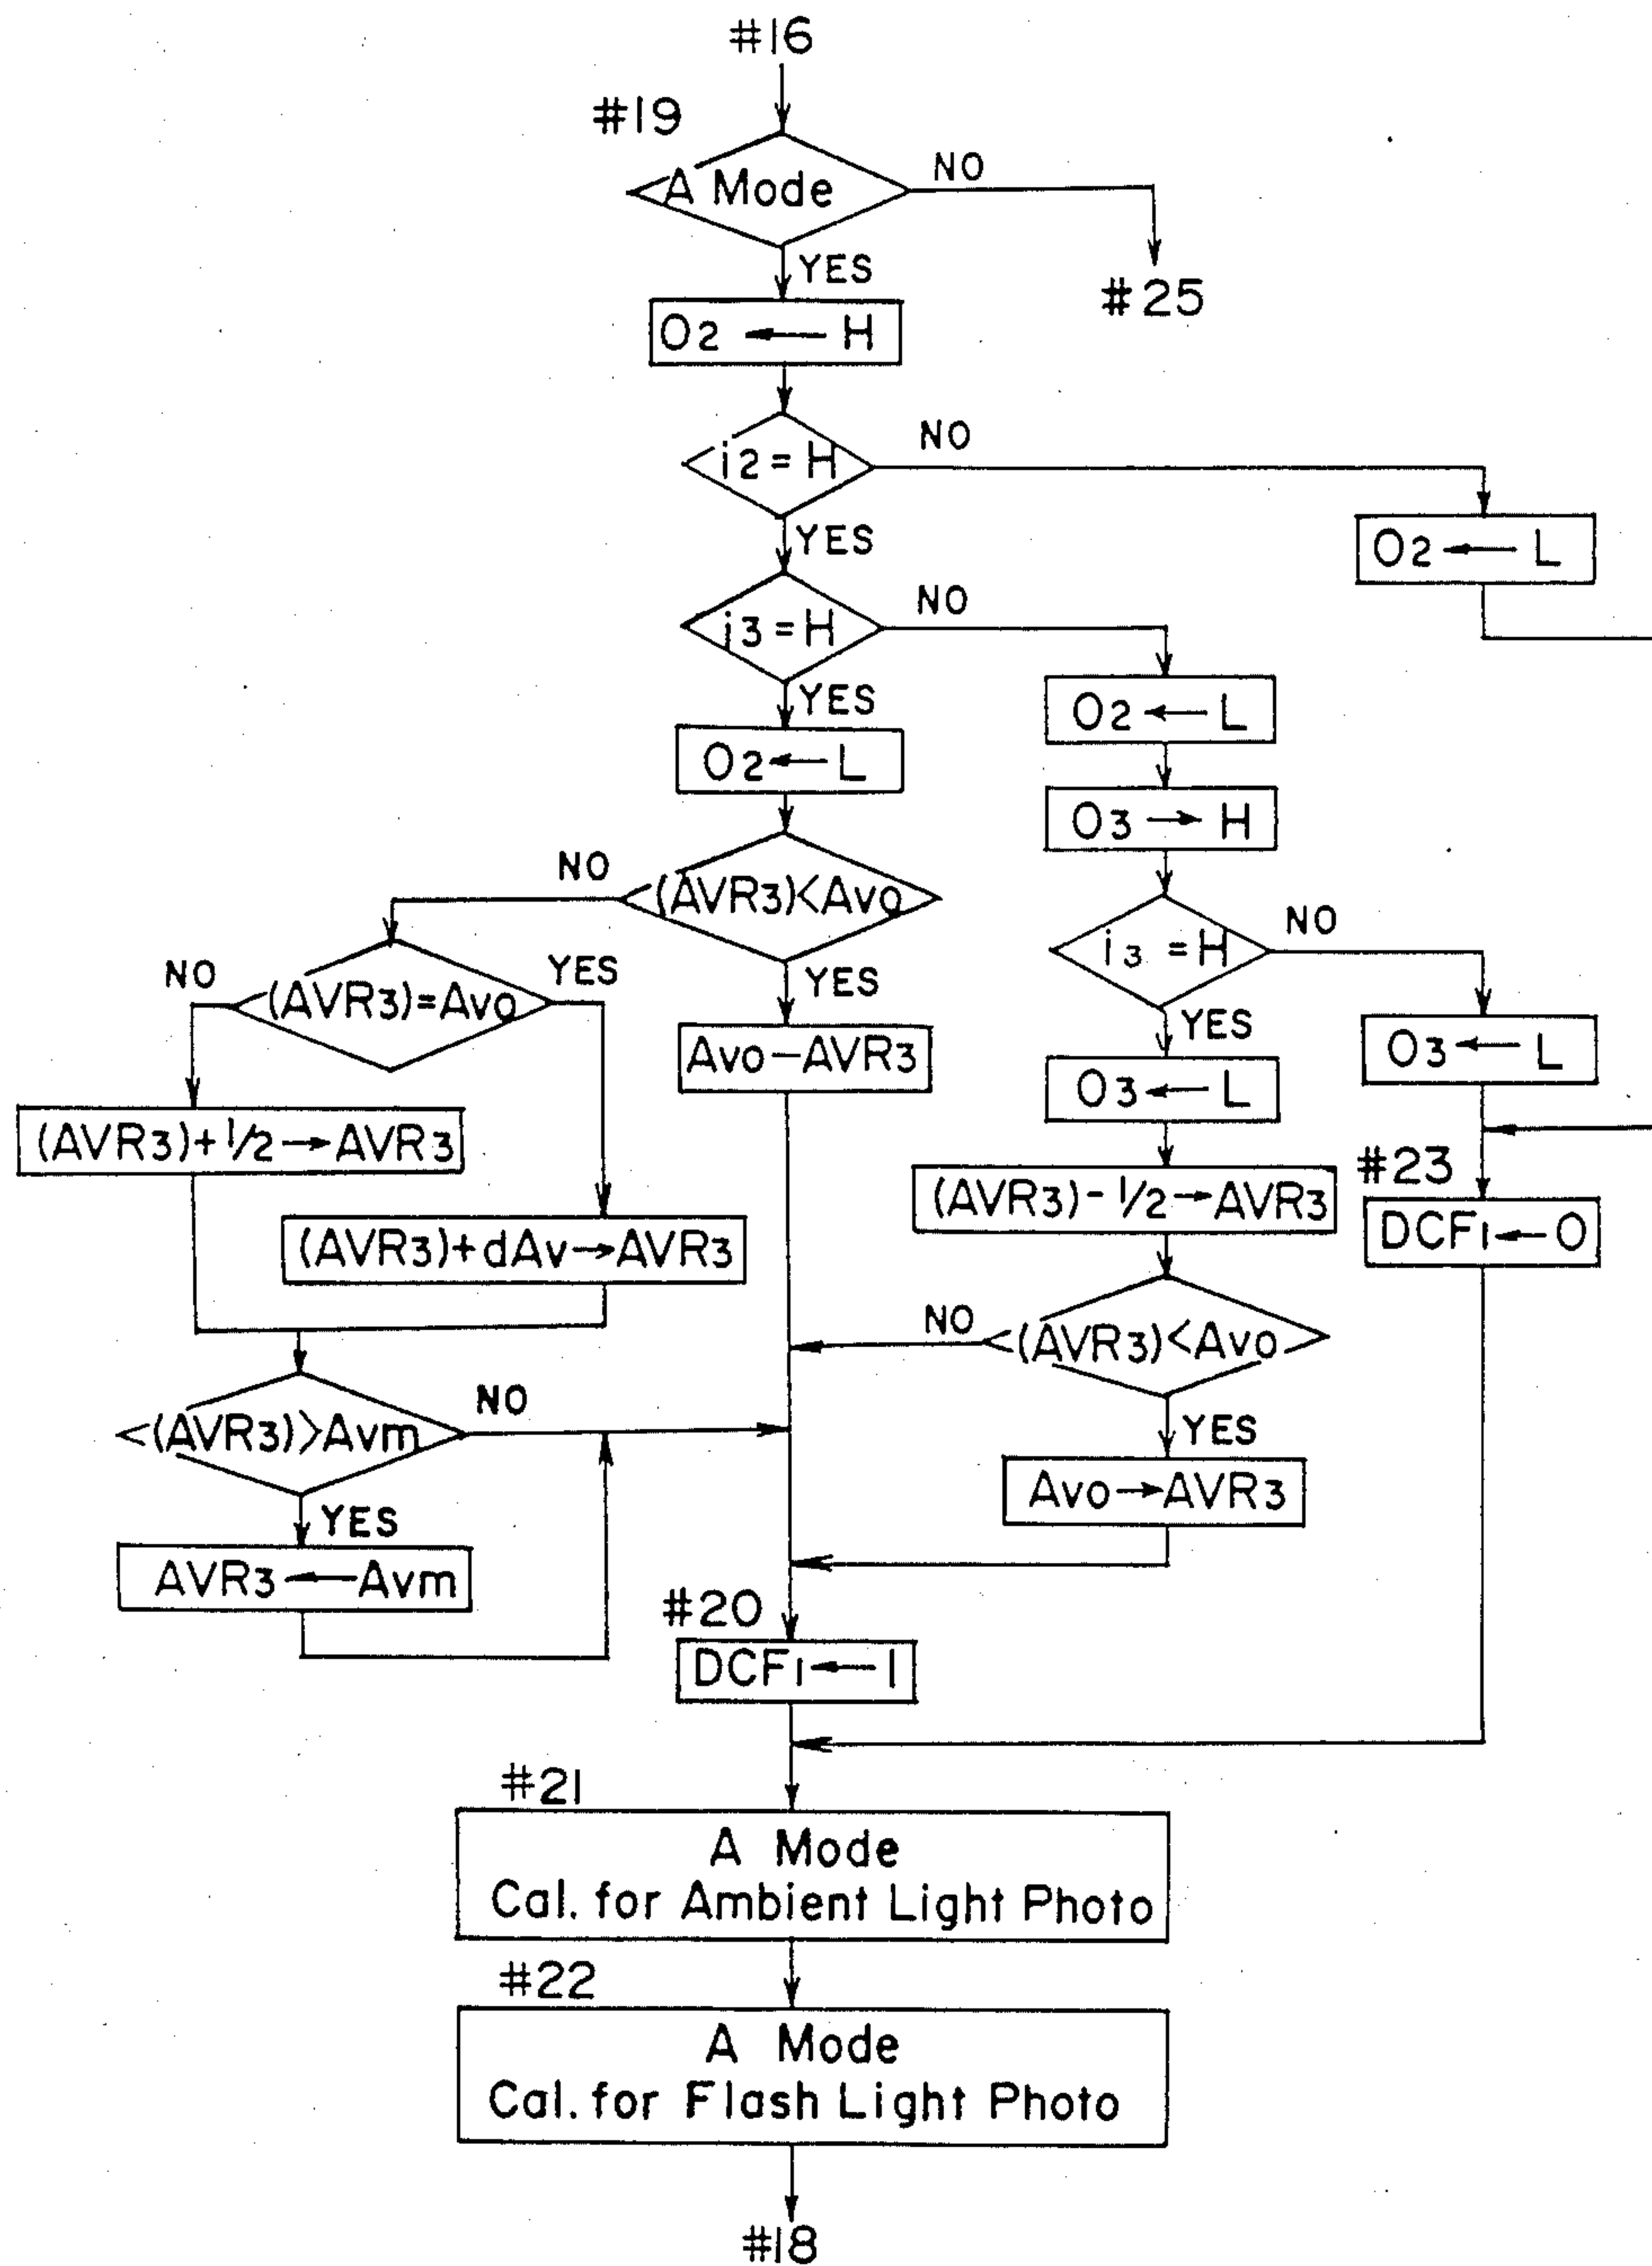 #16
#19
A Mode
NO
YES
#25
O2 ← H
i2 = H
NO
YES
O2 ← L
i3 = H
NO
YES
O2 ← L
O2 ← L
O3 → H
(AVR3)<Avo
NO
YES
i3 = H
NO
YES
(AVR3)=Avo
NO
YES
Avo–AVR3
O3 ← L
O3 ← L
(AVR3)+1/2→AVR3
(AVR3)-1/2→AVR3
#23
DCF1←0
(AVR3)+dAv→AVR3
(AVR3)<Avo
NO
YES
<(AVR3)>Avm
NO
YES
Avo→AVR3
AVR3←Avm
#20
DCF1←1
#21
A Mode
Cal. for Ambient Light Photo
#22
A Mode
Cal. for Flash Light Photo
#18